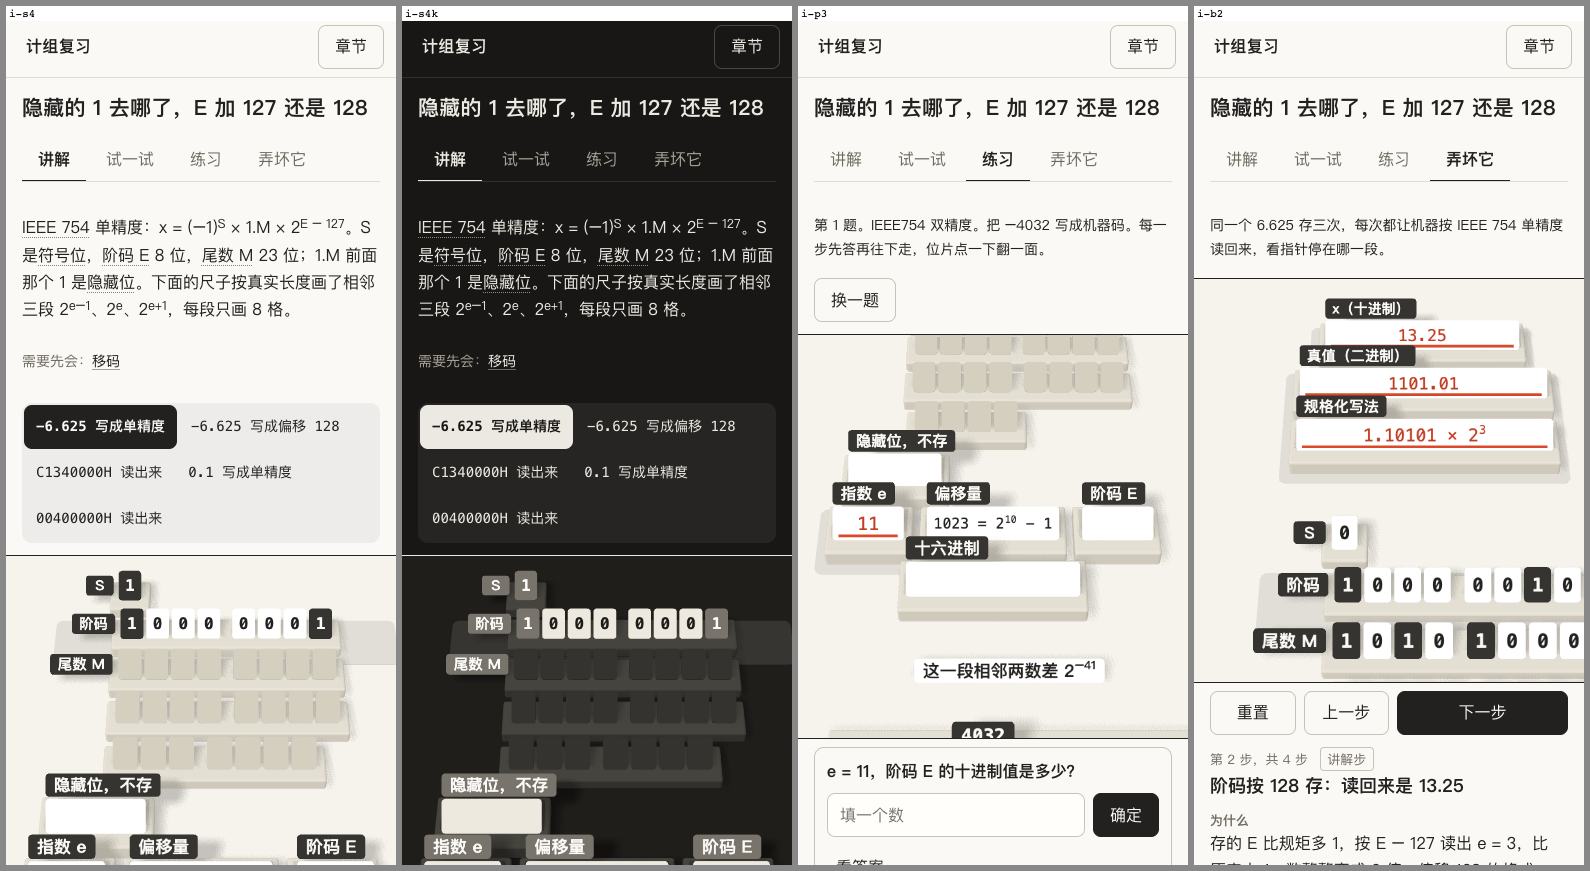 i-s4
计组复习
章节
隐藏的 1 去哪了，E 加 127 还是 128
讲解 试一试 练习 弄坏它
IEEE 754 单精度：x = (−1)^S × 1.M × 2^(E − 127)。S
是符号位，阶码 E 8 位，尾数 M 23 位；1.M 前面
那个 1 是隐藏位。下面的尺子按真实长度画了相邻
三段 2^(e−1)、2^e、2^(e+1)，每段只画 8 格。
需要先会：移码
−6.625 写成单精度 −6.625 写成偏移 128
C1340000H 读出来 0.1 写成单精度
00400000H 读出来
S 1
阶码 1 0 0 0 0 0 0 1
尾数 M
隐藏位，不存
指数 e 偏移量 阶码 E
i-s4k
计组复习
章节
隐藏的 1 去哪了，E 加 127 还是 128
讲解 试一试 练习 弄坏它
IEEE 754 单精度：x = (−1)^S × 1.M × 2^(E − 127)。S
是符号位，阶码 E 8 位，尾数 M 23 位；1.M 前面
那个 1 是隐藏位。下面的尺子按真实长度画了相邻
三段 2^(e−1)、2^e、2^(e+1)，每段只画 8 格。
需要先会：移码
−6.625 写成单精度 −6.625 写成偏移 128
C1340000H 读出来 0.1 写成单精度
00400000H 读出来
S 1
阶码 1 0 0 0 0 0 0 1
尾数 M
隐藏位，不存
指数 e 偏移量 阶码 E
i-p3
计组复习
章节
隐藏的 1 去哪了，E 加 127 还是 128
讲解 试一试 练习 弄坏它
第 1 题。IEEE754 双精度。把 −4032 写成机器码。每一
步先答再往下走，位片点一下翻一面。
换一题
隐藏位，不存
指数 e 偏移量 阶码 E
11 1023 = 2^10 − 1
十六进制
这一段相邻两数差 2^−41
4032
e = 11，阶码 E 的十进制值是多少？
填一个数 确定
看答案
i-b2
计组复习
章节
隐藏的 1 去哪了，E 加 127 还是 128
讲解 试一试 练习 弄坏它
同一个 6.625 存三次，每次都让机器按 IEEE 754 单精度
读回来，看指针停在哪一段。
x（十进制）
13.25
真值（二进制）
1101.01
规格化写法
1.10101 × 2^3
S 0
阶码 1 0 0 0 0 0 1 0
尾数 M 1 0 1 0 1 0 0 0
重置 上一步 下一步
第 2 步，共 4 步 讲解步
阶码按 128 存：读回来是 13.25
为什么
存的 E 比规矩多 1，按 E − 127 读出 e = 3，比